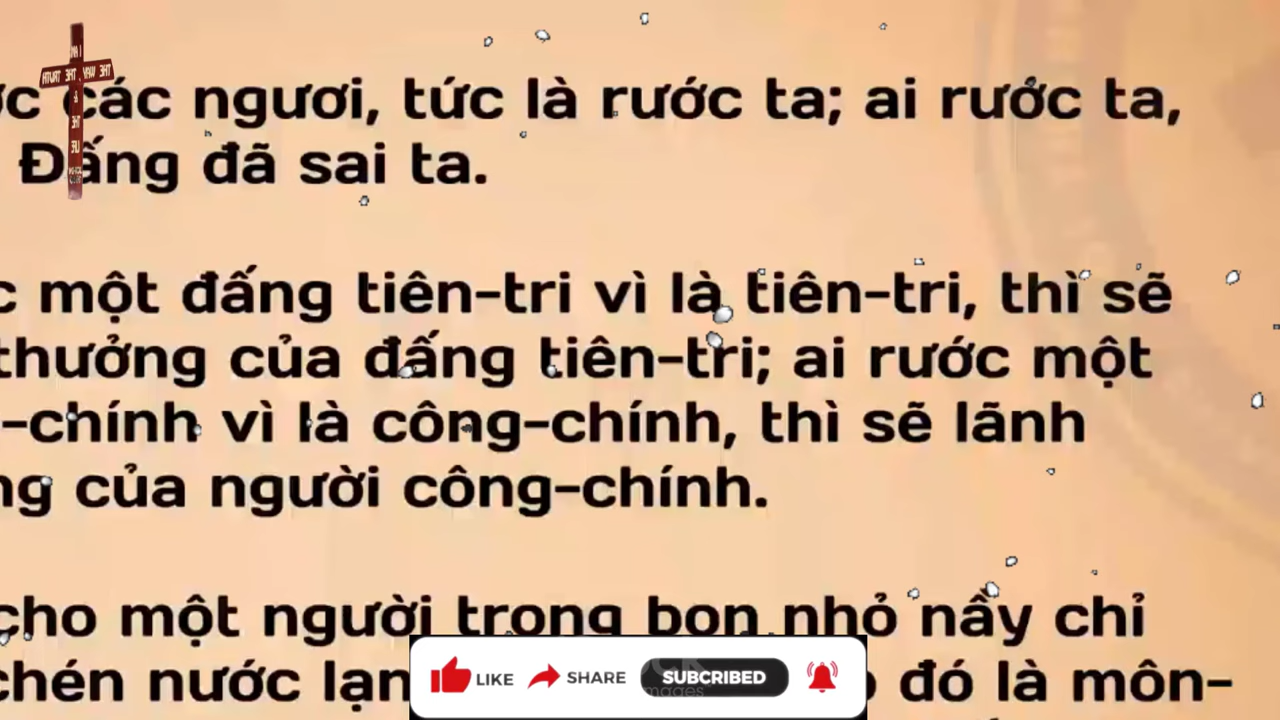 các ngươi, tức là rước ta; ai rước ta,
Đấng đã sai ta.
một đấng tiên-tri vì là tiên-tri, thì sẽ
thưởng của đấng tiên-tri; ai rước một
-chính vì là công-chính, thì sẽ lãnh
của người công-chính.
cho một người trong bọn nhỏ nầy chỉ
chén nước lạnh
đó là môn-
LIKE SHARE SUBCRIBED